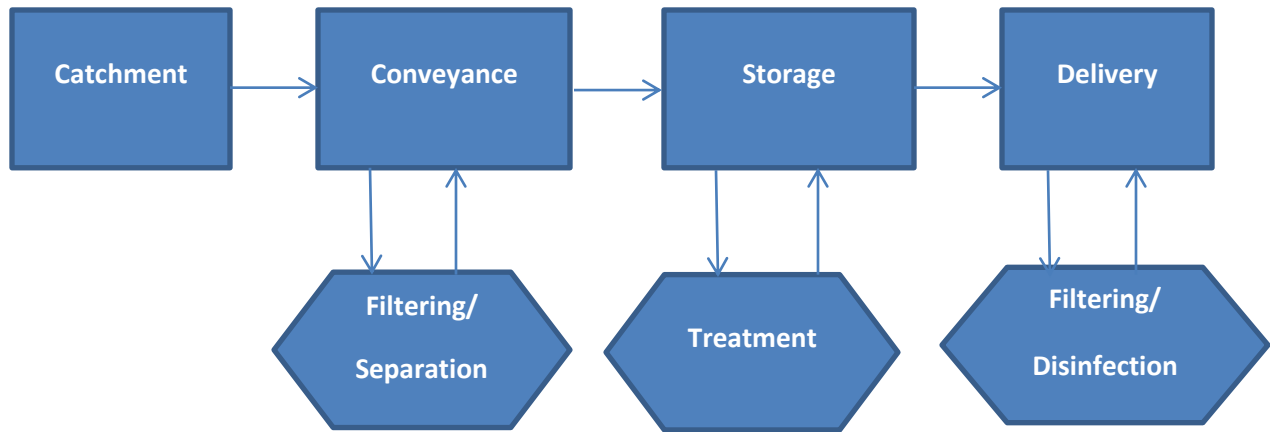 Catchment
Conveyance
Storage
Delivery
Filtering/
Separation
Treatment
Filtering/
Disinfection